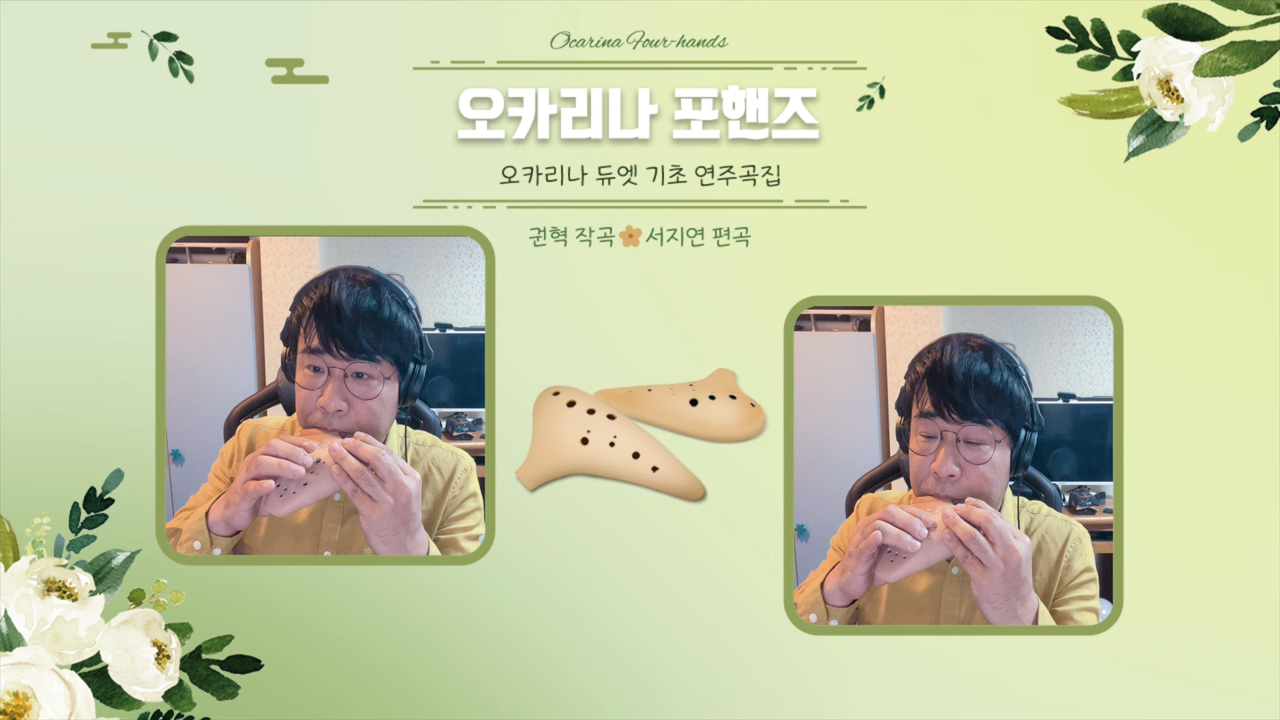 Ocarina Four-hands
오카리나 포핸즈
오카리나 듀엣 기초 연주곡집
권혁 작곡 서지연 편곡